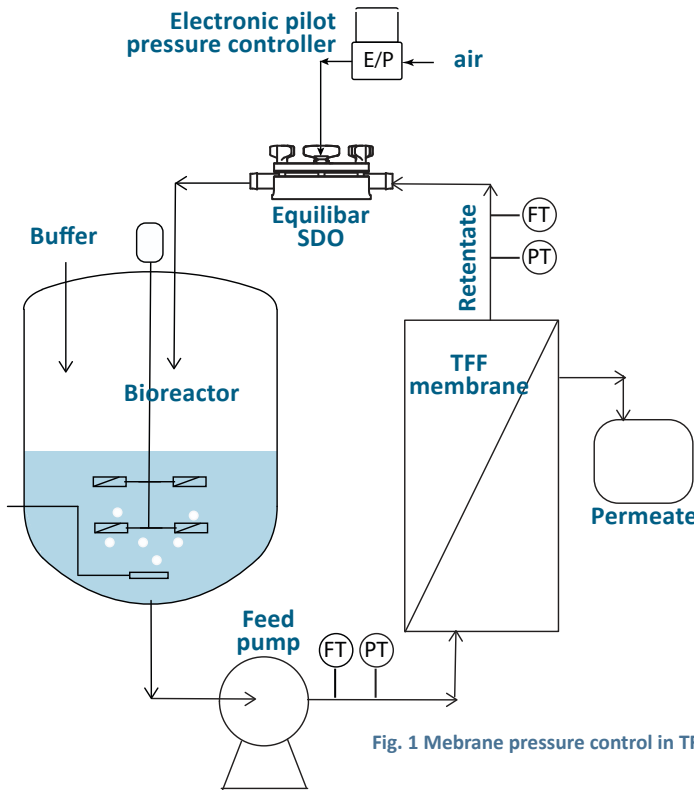 Electronic pilot
pressure controller
E/P
air
Equilibar
SDO
Buffer
Retentate
FT
PT
Bioreactor
TFF
membrane
Permeate
Feed
pump
FT
PT
Fig. 1 Mebrane pressure control in TF